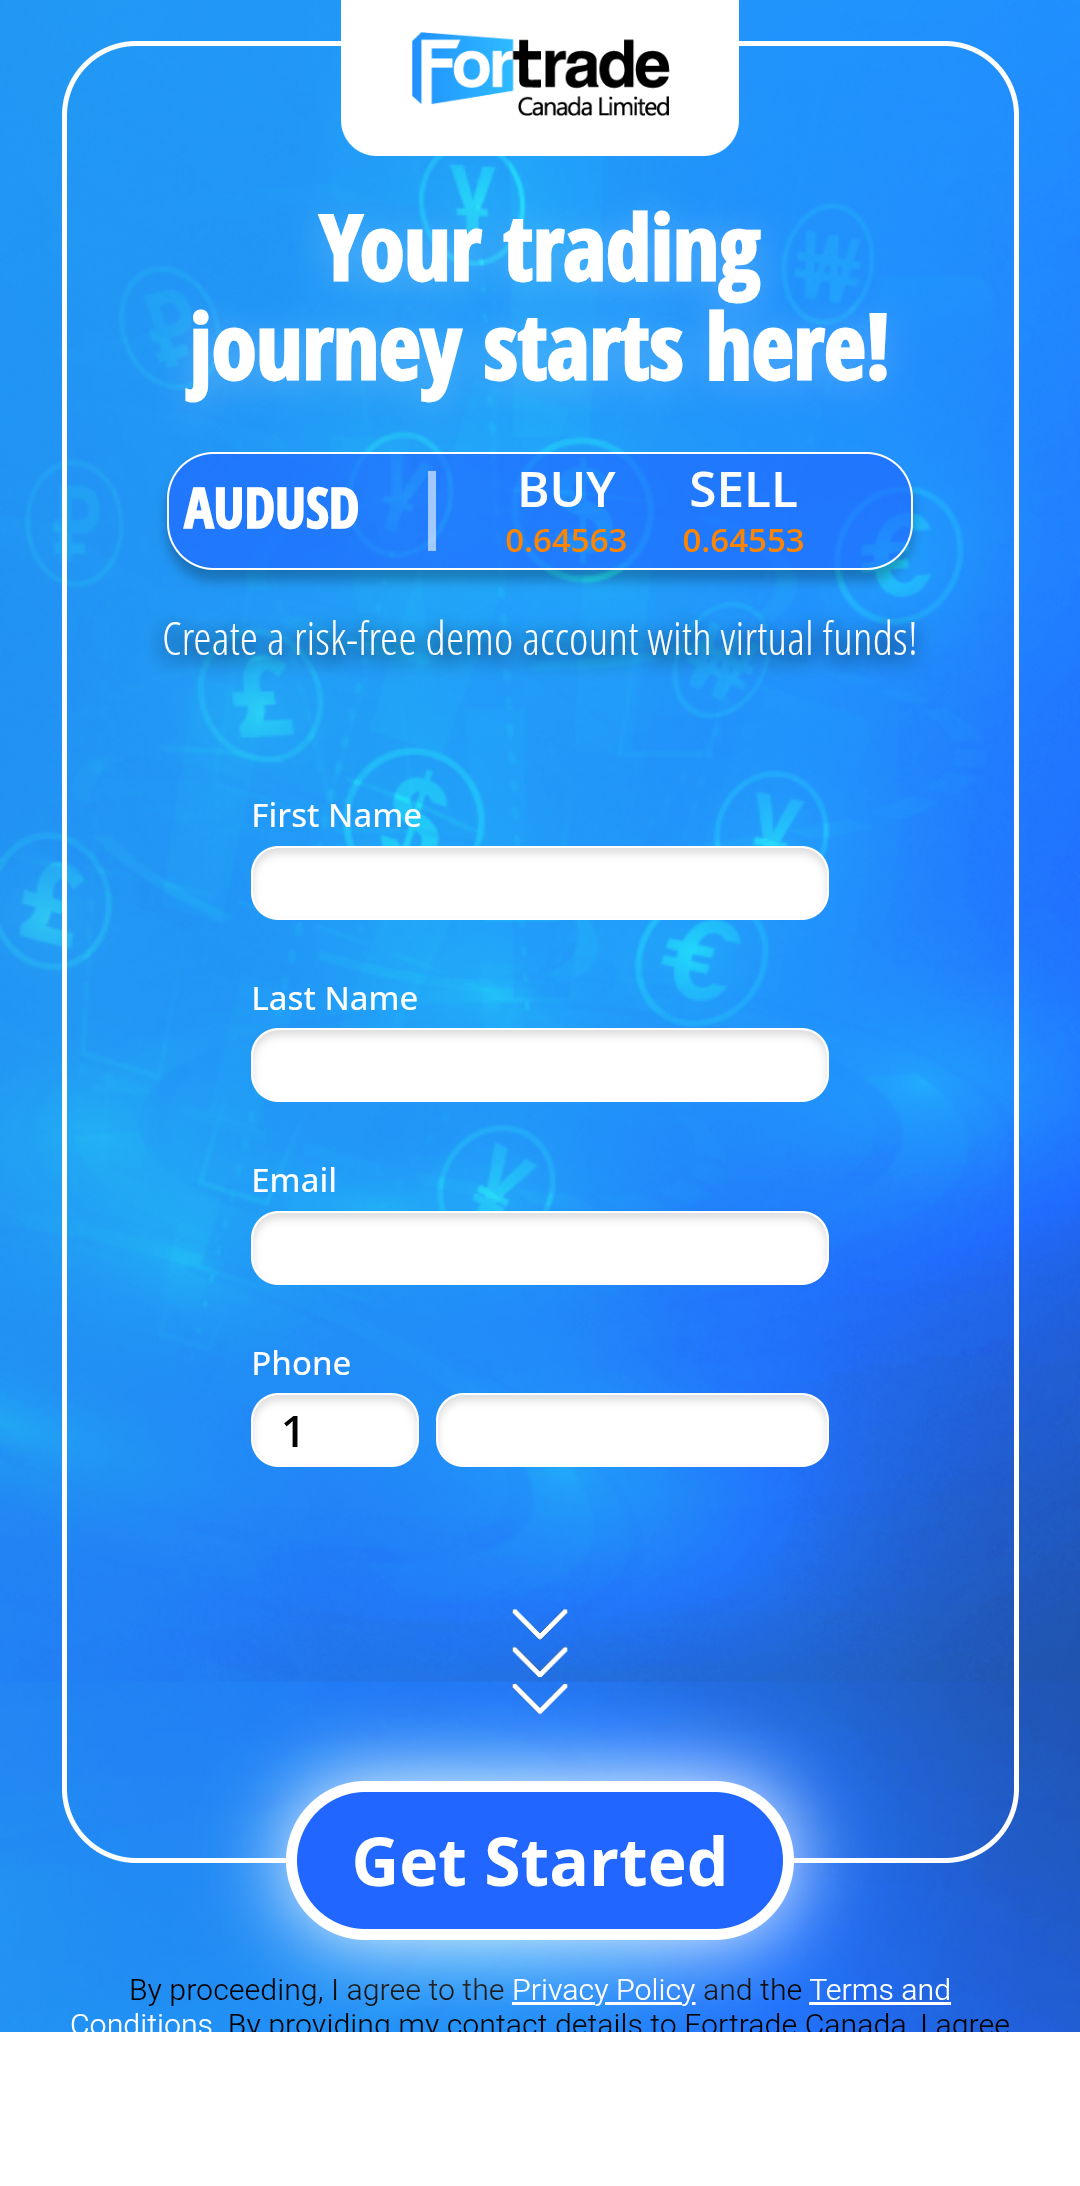 Fortrade
Canada Limited
Your trading
journey starts here!
AUDUSD
BUY SELL
0.64563 0.64553
Create a risk-free demo account with virtual funds!
First Name
Last Name
Email
Phone
1
Get Started
By proceeding, I agree to the Privacy Policy and the Terms and
Conditions. By providing my contact details to Fortrade Canada, I agree